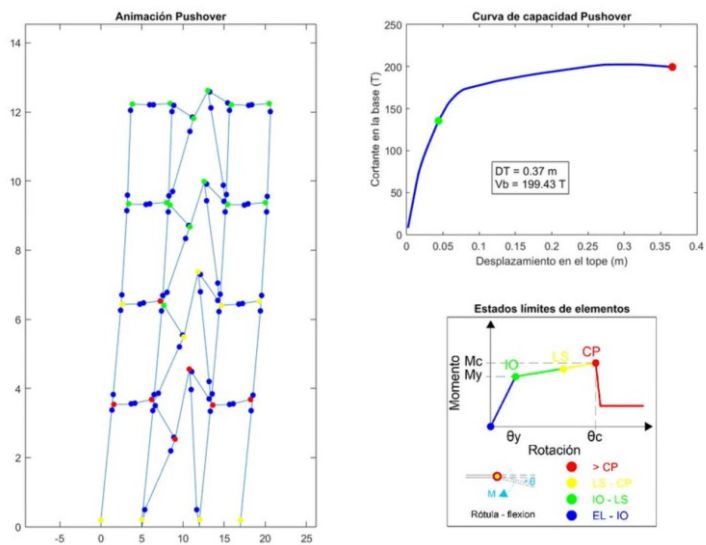 Animación Pushover
14
12
10
8
6
4
2
0
-5
0
5
10
15
20
25
Curva de capacidad Pushover
Cortante en la base (T)
250
200
150
100
50
0
DT = 0.37 m
Vb = 199.43 T
0
0.05
0.1
0.15
0.2
0.25
0.3
0.35
0.4
Desplazamiento en el tope (m)
Estados límites de elementos
Momento
Mc
My
IO
LS
CP
θy
θc
Rotación
> CP
LS - CP
IO - LS
EL - IO
M
θ
Rótula - flexion